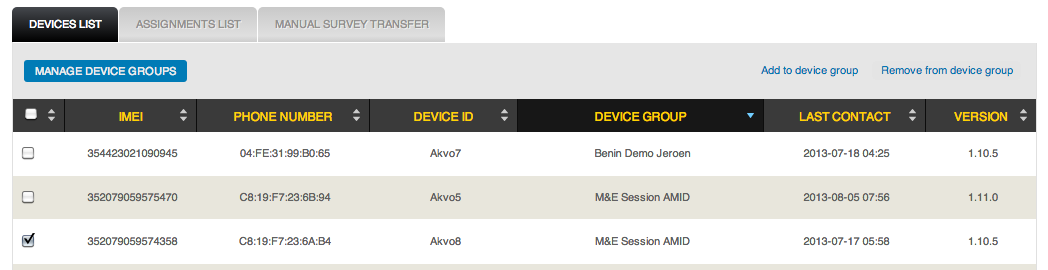 DEVICES LIST ASSIGNMENTS LIST MANUAL SURVEY TRANSFER
MANAGE DEVICE GROUPS Add to device group Remove from device group
IMEI PHONE NUMBER DEVICE ID DEVICE GROUP LAST CONTACT VERSION
354423021090945 04:FE:31:99:B0:65 Akvo7 Benin Demo Jeroen 2013-07-18 04:25 1.10.5
352079059575470 C8:19:F7:23:6B:94 Akvo5 M&E Session AMID 2013-08-05 07:56 1.11.0
352079059574358 C8:19:F7:23:6A:B4 Akvo8 M&E Session AMID 2013-07-17 05:58 1.10.5